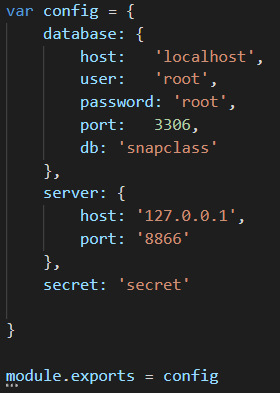 var config = {
    database: {
        host:   'localhost',
        user:   'root',
        password: 'root',
        port:   3306,
        db: 'snapclass'
    },
    server: {
        host: '127.0.0.1',
        port: '8866'
    },
    secret: 'secret'

}

module.exports = config